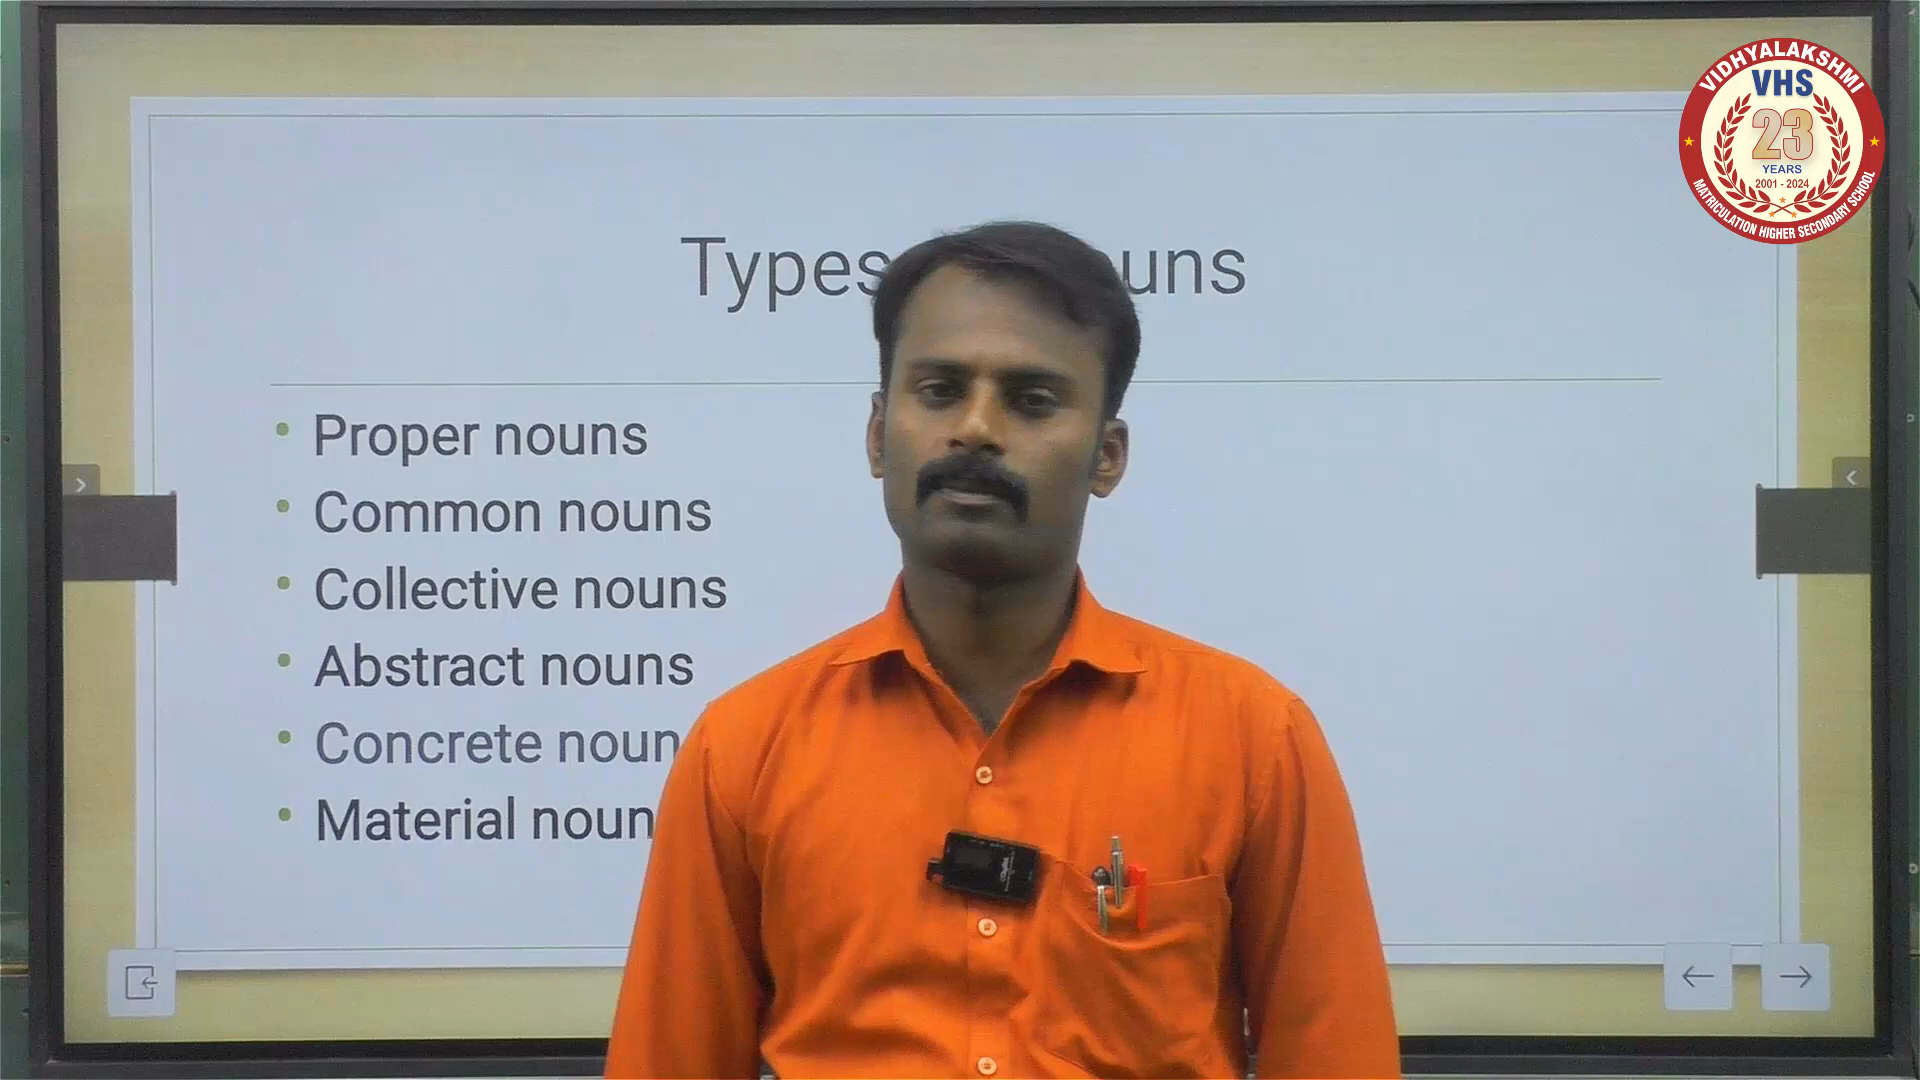 VIDHYALAKSHMI
VHS
23
YEARS
2001 - 2024
MATRICULATION HIGHER SECONDARY SCHOOL
Types uns
Proper nouns
Common nouns
Collective nouns
Abstract nouns
Concrete noun
Material noun